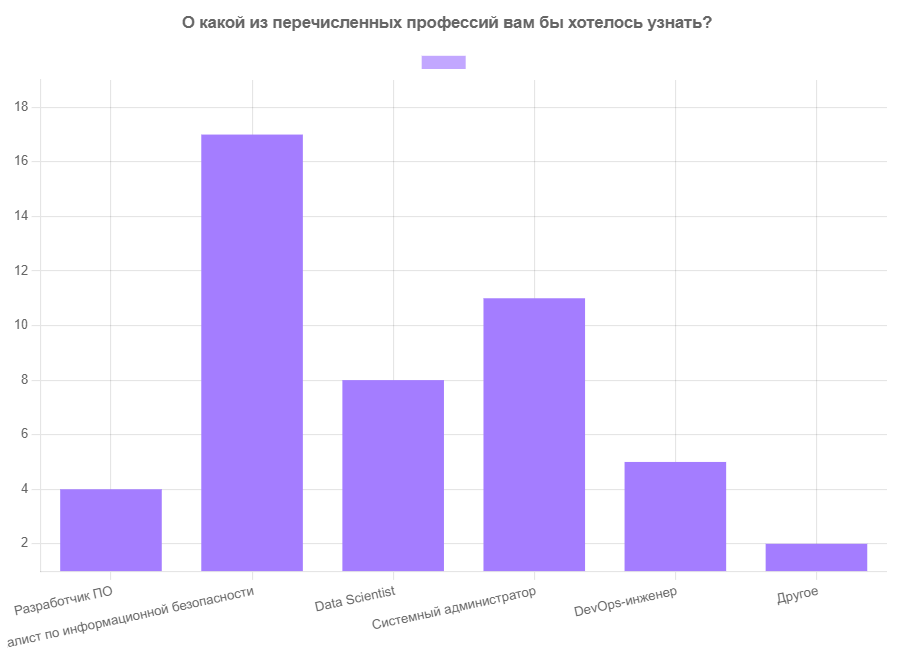 О какой из перечисленных профессий вам бы хотелось узнать?
18
16
14
12
10
8
6
4
2
Разработчик ПО
алист по информационной безопасности
Data Scientist
Системный администратор
DevOps-инженер
Другое